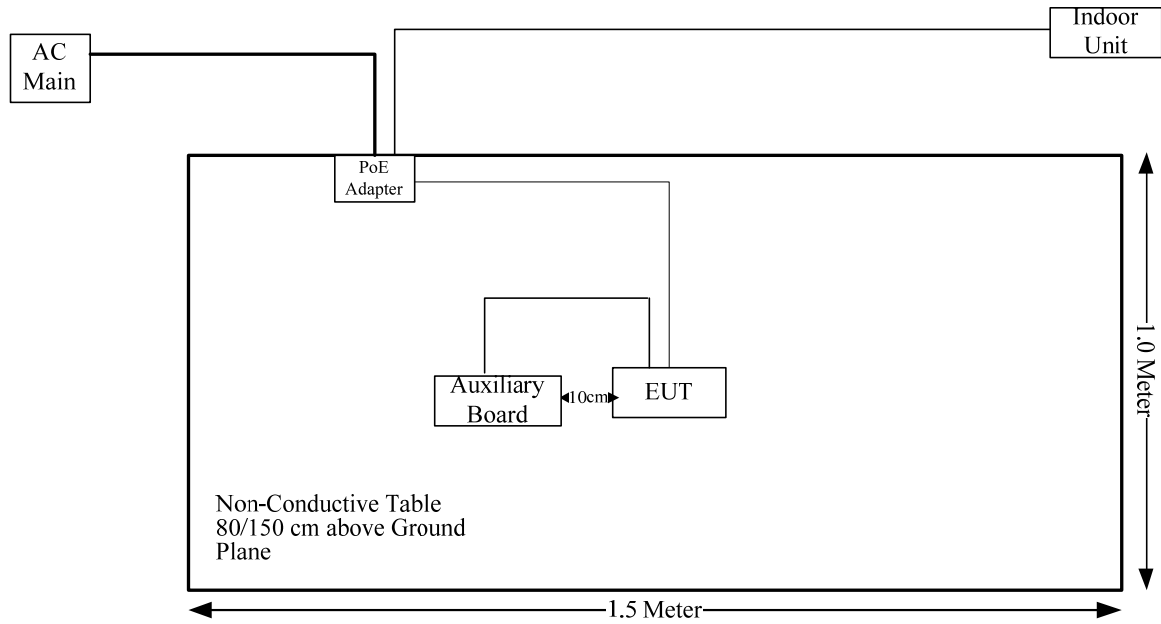 Indoor
Unit
AC
Main
PoE
Adapter
Auxiliary
Board
10cm
EUT
1.0 Meter
Non-Conductive Table
80/150 cm above Ground
Plane
1.5 Meter